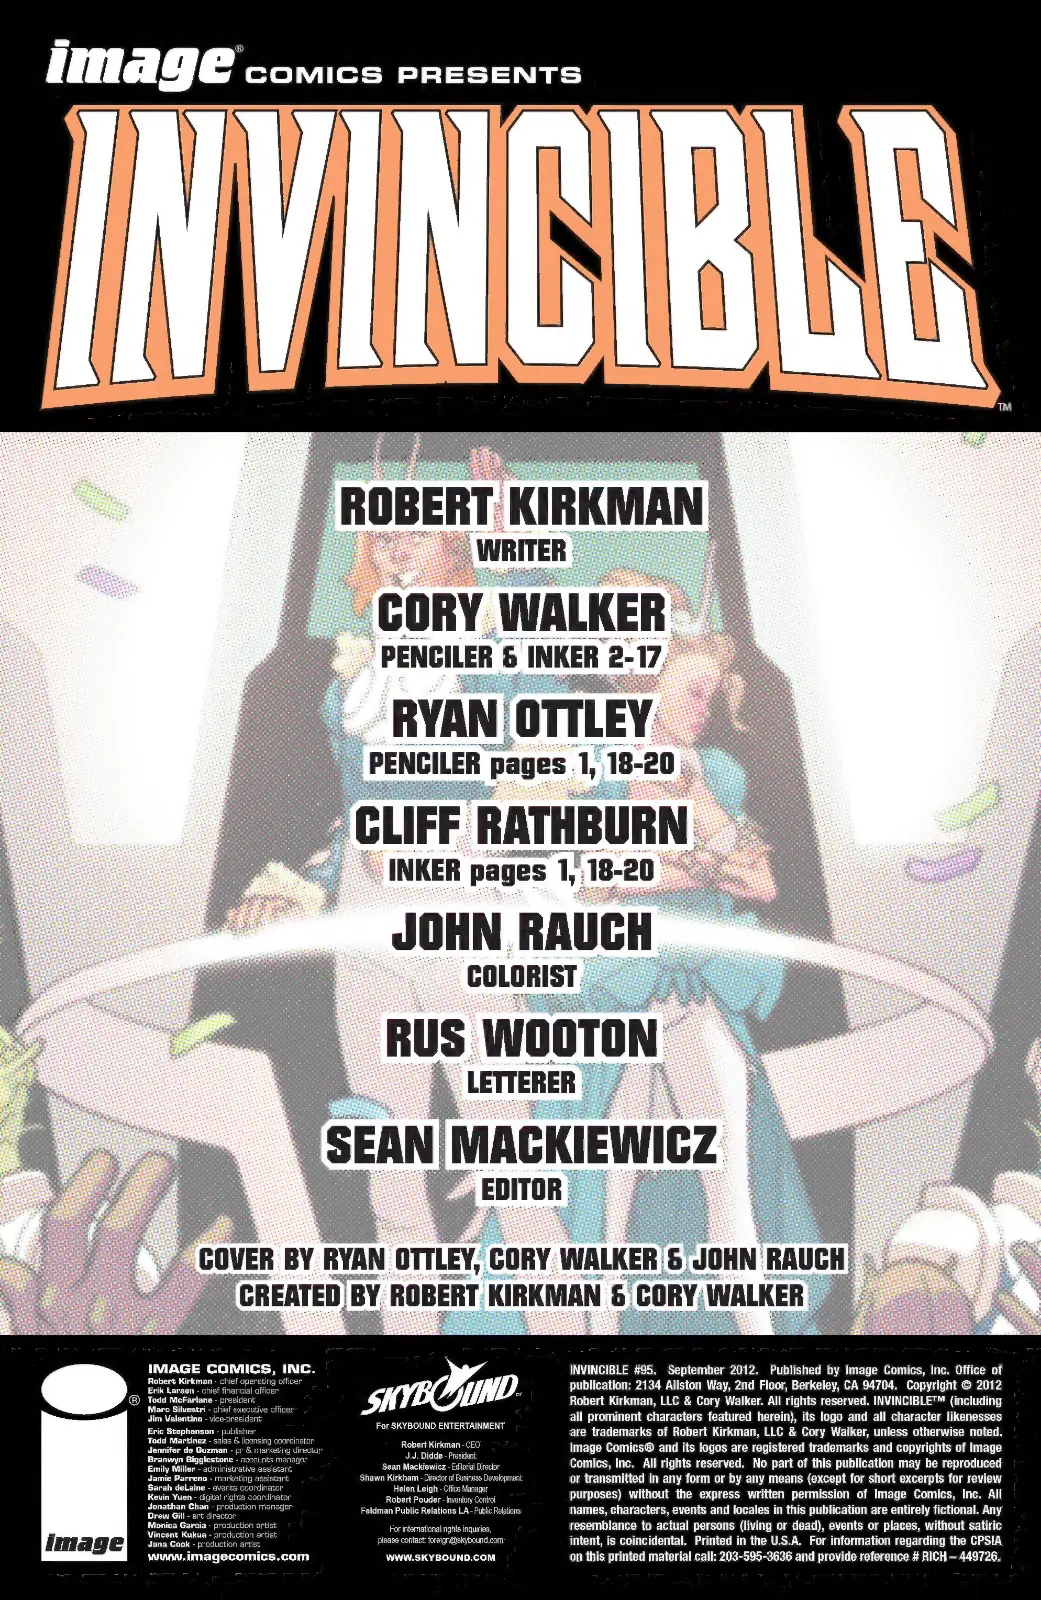 image® COMICS PRESENTS
INVINCIBLE™
ROBERT KIRKMAN
WRITER
CORY WALKER
PENCILER & INKER 2-17
RYAN OTTLEY
PENCILER pages 1, 18-20
CLIFF RATHBURN
INKER pages 1, 18-20
JOHN RAUCH
COLORIST
RUS WOOTON
LETTERER
SEAN MACKIEWICZ
EDITOR
COVER BY RYAN OTTLEY, CORY WALKER & JOHN RAUCH
CREATED BY ROBERT KIRKMAN & CORY WALKER
®
image
IMAGE COMICS, INC.
Robert Kirkman - chief operating officer
Erik Larsen - chief financial officer
Todd McFarlane - president
Marc Silvestri - chief executive officer
Jim Valentino - vice-president
Eric Stephenson - publisher
Todd Martinez - sales & licensing coordinator
Jennifer de Guzman - pr & marketing director
Branwyn Bigglestone - accounts manager
Emily Miller - administrative assistant
Jamie Parreno - marketing assistant
Sarah deLaine - events coordinator
Kevin Yuen - digital rights coordinator
Jonathan Chan - production manager
Drew Gill - art director
Monica Garcia - production artist
Vincent Kukua - production artist
Jana Cook - production artist
www.imagecomics.com
SKYBOUND
For SKYBOUND ENTERTAINMENT
Robert Kirkman - CEO
J.J. Didde - President
Sean Mackiewicz - Editorial Director
Shawn Kirkham - Director of Business Development
Helen Leigh - Office Manager
Robert Pouder - Inventory Control
Feldman Public Relations LA - Public Relations
For international rights inquiries,
please contact: foreign@skybound.com
WWW.SKYBOUND.COM
INVINCIBLE #95. September 2012. Published by Image Comics, Inc. Office of
publication: 2134 Allston Way, 2nd Floor, Berkeley, CA 94704. Copyright © 2012
Robert Kirkman, LLC & Cory Walker. All rights reserved. INVINCIBLE™ (including
all prominent characters featured herein), its logo and all character likenesses
are trademarks of Robert Kirkman, LLC & Cory Walker, unless otherwise noted.
Image Comics® and its logos are registered trademarks and copyrights of Image
Comics, Inc. All rights reserved. No part of this publication may be reproduced
or transmitted in any form or by any means (except for short excerpts for review
purposes) without the express written permission of Image Comics, Inc. All
names, characters, events and locales in this publication are entirely fictional. Any
resemblance to actual persons (living or dead), events or places, without satiric
intent, is coincidental. Printed in the U.S.A. For information regarding the CPSIA
on this printed material call: 203-595-3636 and provide reference # RICH – 449726.